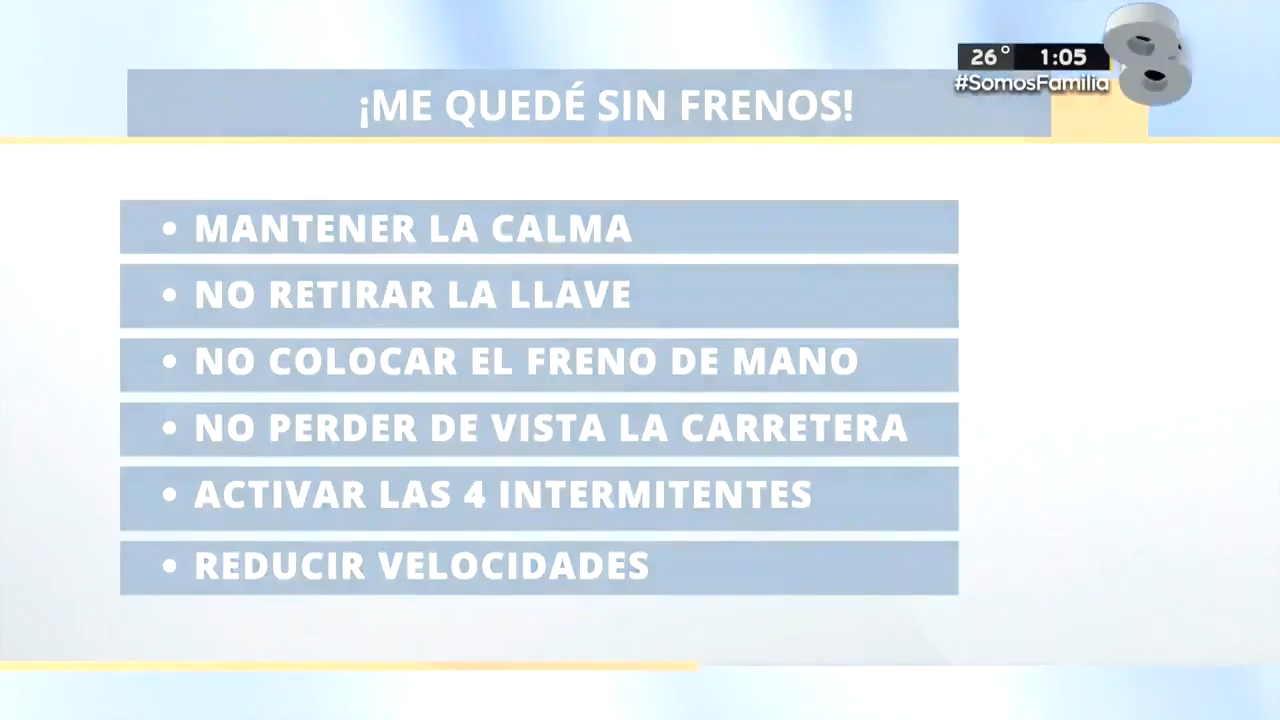 26° 1:05
8
#SomosFamilia
¡ME QUEDÉ SIN FRENOS!
• MANTENER LA CALMA
• NO RETIRAR LA LLAVE
• NO COLOCAR EL FRENO DE MANO
• NO PERDER DE VISTA LA CARRETERA
• ACTIVAR LAS 4 INTERMITENTES
• REDUCIR VELOCIDADES